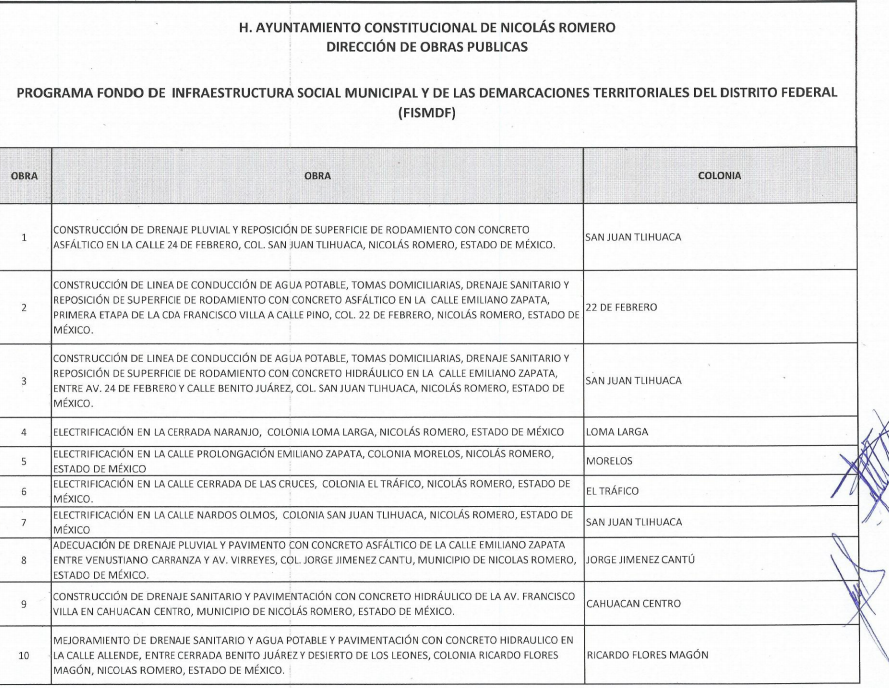 H. AYUNTAMIENTO CONSTITUCIONAL DE NICOLÁS ROMERO
DIRECCIÓN DE OBRAS PUBLICAS
PROGRAMA FONDO DE INFRAESTRUCTURA SOCIAL MUNICIPAL Y DE LAS DEMARCACIONES TERRITORIALES DEL DISTRITO FEDERAL
(FISMDF)
OBRA OBRA COLONIA
1 CONSTRUCCIÓN DE DRENAJE PLUVIAL Y REPOSICIÓN DE SUPERFICIE DE RODAMIENTO CON CONCRETO
ASFÁLTICO EN LA CALLE 24 DE FEBRERO, COL. SAN JUAN TLIHUACA, NICOLÁS ROMERO, ESTADO DE MÉXICO.
SAN JUAN TLIHUACA
2 CONSTRUCCIÓN DE LINEA DE CONDUCCIÓN DE AGUA POTABLE, TOMAS DOMICILIARIAS, DRENAJE SANITARIO Y
REPOSICIÓN DE SUPERFICIE DE RODAMIENTO CON CONCRETO ASFÁLTICO EN LA CALLE EMILIANO ZAPATA,
PRIMERA ETAPA DE LA CDA FRANCISCO VILLA A CALLE PINO, COL. 22 DE FEBRERO, NICOLÁS ROMERO, ESTADO DE
MÉXICO.
22 DE FEBRERO
3 CONSTRUCCIÓN DE LINEA DE CONDUCCIÓN DE AGUA POTABLE, TOMAS DOMICILIARIAS, DRENAJE SANITARIO Y
REPOSICIÓN DE SUPERFICIE DE RODAMIENTO CON CONCRETO HIDRÁULICO EN LA CALLE EMILIANO ZAPATA,
ENTRE AV. 24 DE FEBRERO Y CALLE BENITO JUÁREZ, COL. SAN JUAN TLIHUACA, NICOLÁS ROMERO, ESTADO DE
MÉXICO.
SAN JUAN TLIHUACA
4 ELECTRIFICACIÓN EN LA CERRADA NARANJO, COLONIA LOMA LARGA, NICOLÁS ROMERO, ESTADO DE MÉXICO
LOMA LARGA
5 ELECTRIFICACIÓN EN LA CALLE PROLONGACIÓN EMILIANO ZAPATA, COLONIA MORELOS, NICOLÁS ROMERO,
ESTADO DE MÉXICO
MORELOS
6 ELECTRIFICACIÓN EN LA CALLE CERRADA DE LAS CRUCES, COLONIA EL TRÁFICO, NICOLÁS ROMERO, ESTADO DE
MÉXICO.
EL TRÁFICO
7 ELECTRIFICACIÓN EN LA CALLE NARDOS OLMOS, COLONIA SAN JUAN TLIHUACA, NICOLÁS ROMERO, ESTADO DE
MÉXICO
SAN JUAN TLIHUACA
8 ADECUACIÓN DE DRENAJE PLUVIAL Y PAVIMENTO CON CONCRETO ASFÁLTICO DE LA CALLE EMILIANO ZAPATA
ENTRE VENUSTIANO CARRANZA Y AV. VIRREYES, COL. JORGE JIMENEZ CANTU, MUNICIPIO DE NICOLAS ROMERO,
ESTADO DE MÉXICO.
JORGE JIMENEZ CANTÚ
9 CONSTRUCCIÓN DE DRENAJE SANITARIO Y PAVIMENTACIÓN CON CONCRETO HIDRÁULICO DE LA AV. FRANCISCO
VILLA EN CAHUACAN CENTRO, MUNICIPIO DE NICOLÁS ROMERO, ESTADO DE MÉXICO.
CAHUACAN CENTRO
10 MEJORAMIENTO DE DRENAJE SANITARIO Y AGUA POTABLE Y PAVIMENTACIÓN CON CONCRETO HIDRAULICO EN
LA CALLE ALLENDE, ENTRE CERRADA BENITO JUÁREZ Y DESIERTO DE LOS LEONES, COLONIA RICARDO FLORES
MAGÓN, NICOLAS ROMERO, ESTADO DE MÉXICO.
RICARDO FLORES MAGÓN